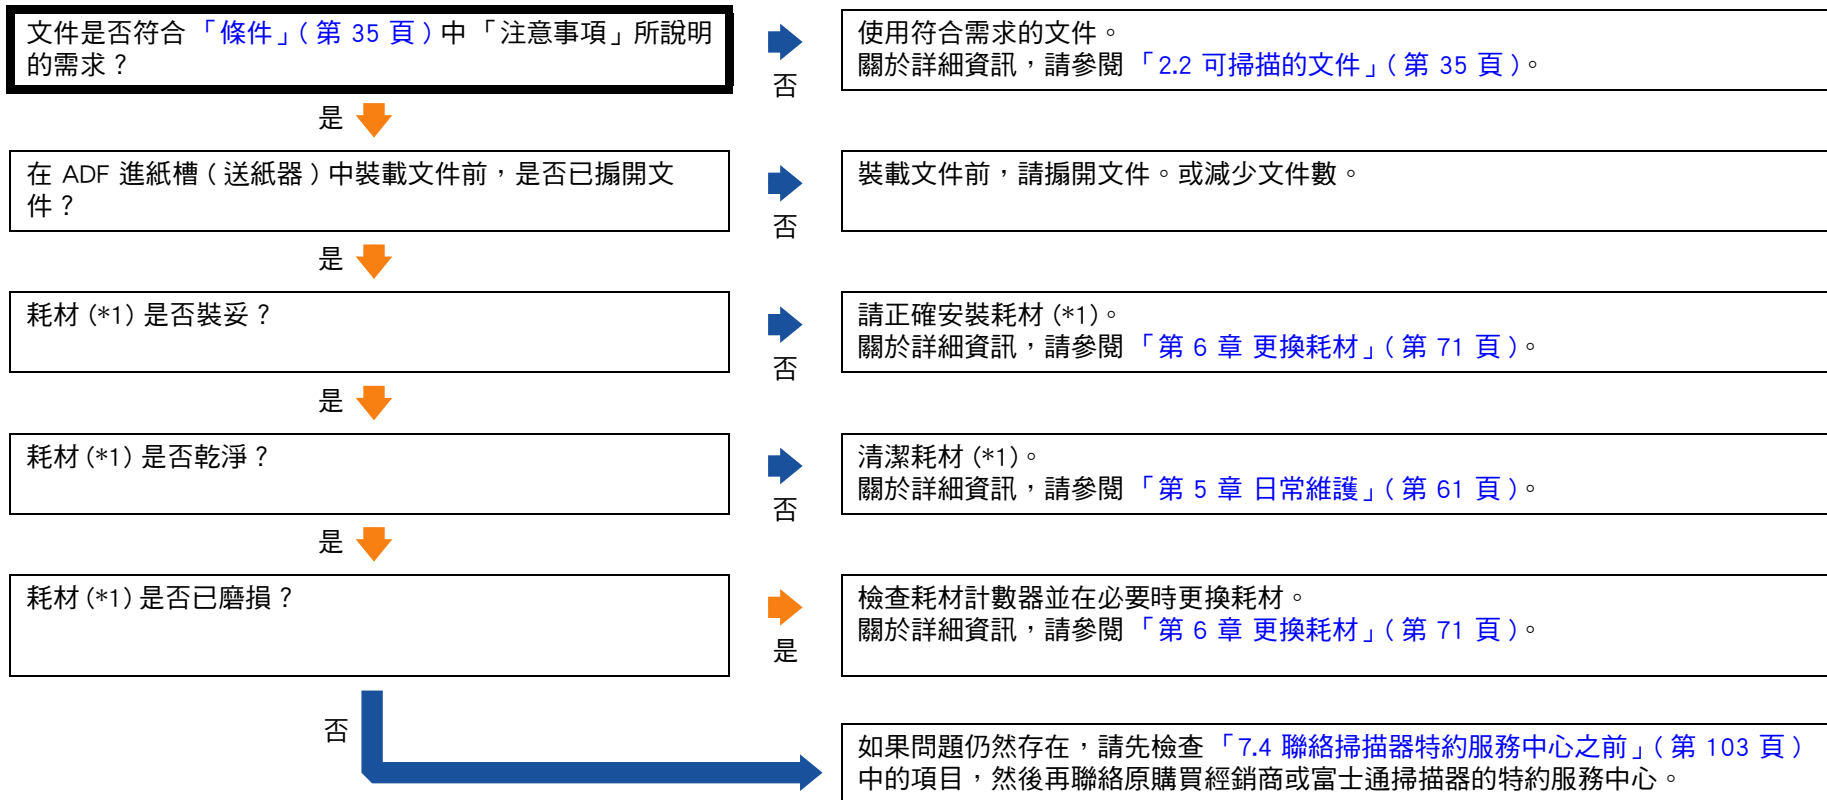 文件是否符合「條件」( 第 35 頁 ) 中「注意事項」所說明
的需求？
否
使用符合需求的文件。
關於詳細資訊，請參閱「2.2 可掃描的文件」( 第 35 頁 )。
是
在 ADF 進紙槽 ( 送紙器 ) 中裝載文件前，是否已搧開文
件？
否
裝載文件前，請搧開文件。或減少文件數。
是
耗材 (*1) 是否裝妥？
否
請正確安裝耗材 (*1)。
關於詳細資訊，請參閱「第 6 章 更換耗材」( 第 71 頁 )。
是
耗材 (*1) 是否乾淨？
否
清潔耗材 (*1)。
關於詳細資訊，請參閱「第 5 章 日常維護」( 第 61 頁 )。
是
耗材 (*1) 是否已磨損？
是
檢查耗材計數器並在必要時更換耗材。
關於詳細資訊，請參閱「第 6 章 更換耗材」( 第 71 頁 )。
否
如果問題仍然存在，請先檢查「7.4 聯絡掃描器特約服務中心之前」( 第 103 頁 )
中的項目，然後再聯絡原購買經銷商或富士通掃描器的特約服務中心。